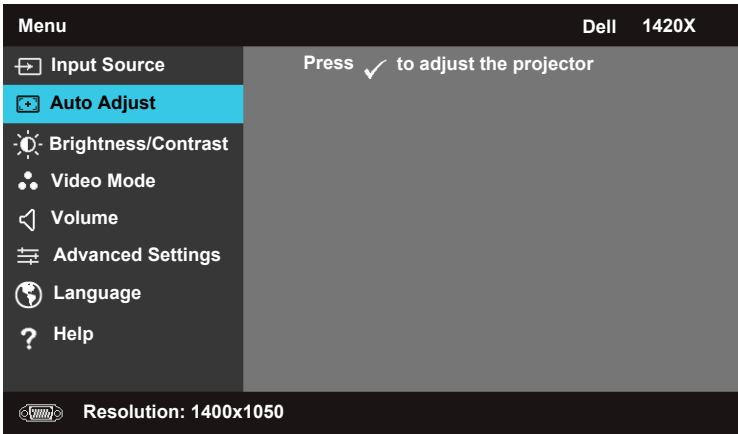 Menu
Dell 1420X
Input Source
Press ✓ to adjust the projector
Auto Adjust
Brightness/Contrast
Video Mode
Volume
Advanced Settings
Language
? Help
Resolution: 1400x1050